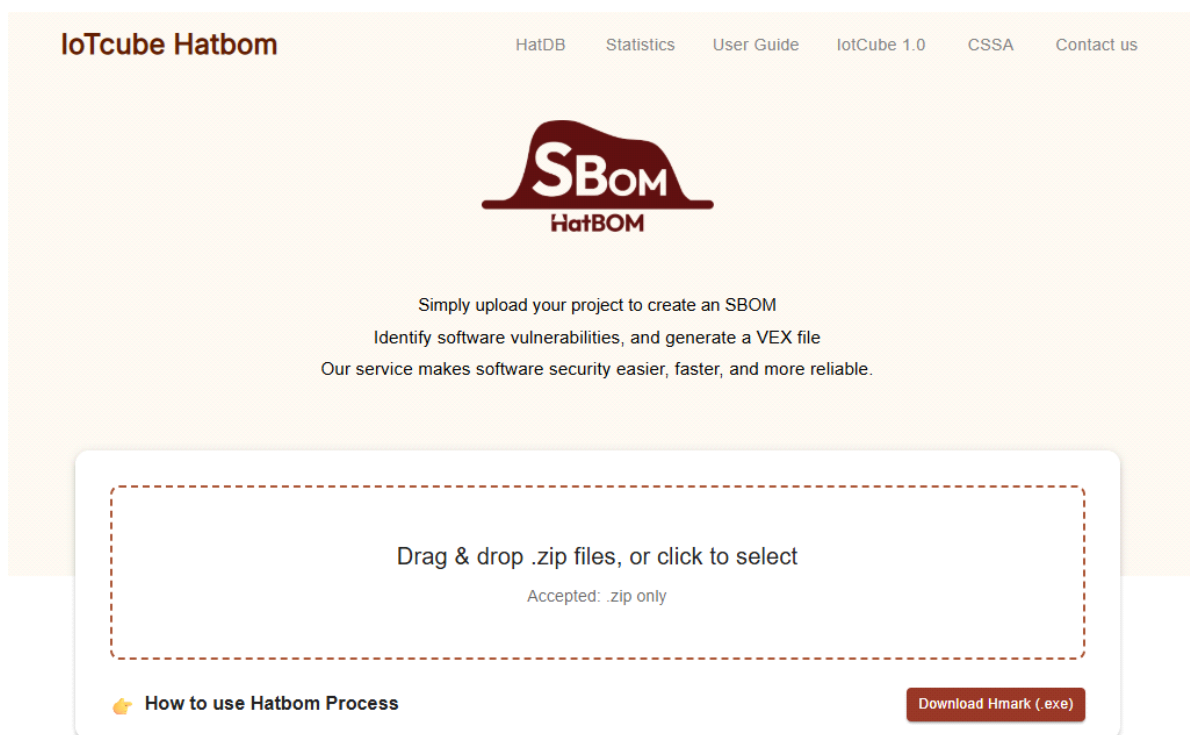 IoTcube Hatbom
HatDB Statistics User Guide IotCube 1.0 CSSA Contact us
SBOM
HatBOM
Simply upload your project to create an SBOM
Identify software vulnerabilities, and generate a VEX file
Our service makes software security easier, faster, and more reliable.
Drag & drop .zip files, or click to select
Accepted: .zip only
How to use Hatbom Process
Download Hmark (.exe)